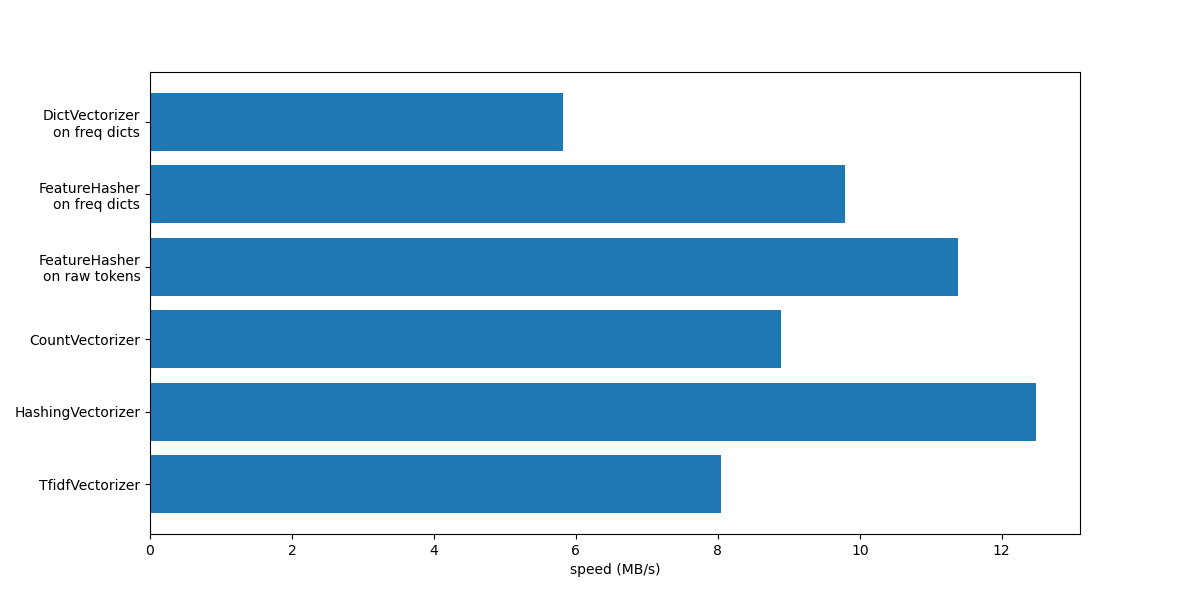 DictVectorizer
on freq dicts
FeatureHasher
on freq dicts
FeatureHasher
on raw tokens
CountVectorizer
HashingVectorizer
TfidfVectorizer
0 2 4 6 8 10 12
speed (MB/s)